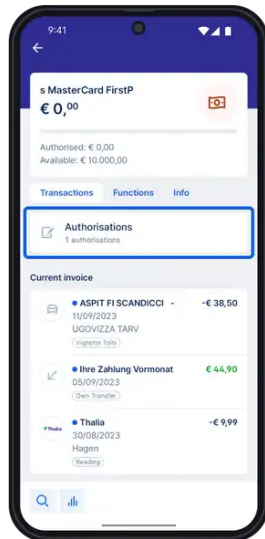 9:41
s MasterCard FirstP
€ 0,00
Authorised: € 0,00
Available: € 10.000,00
Transactions Functions Info
Authorisations
1 authorisations
Current invoice
ASPIT FI SCANDICCI - -€ 38,50
11/09/2023
UGOVIZZA TARV
Vignette Tolls
Ihre Zahlung Vormonat € 44,90
05/09/2023
Own Transfer
Thalia
Thalia -€ 9,99
30/08/2023
Hagen
Reading